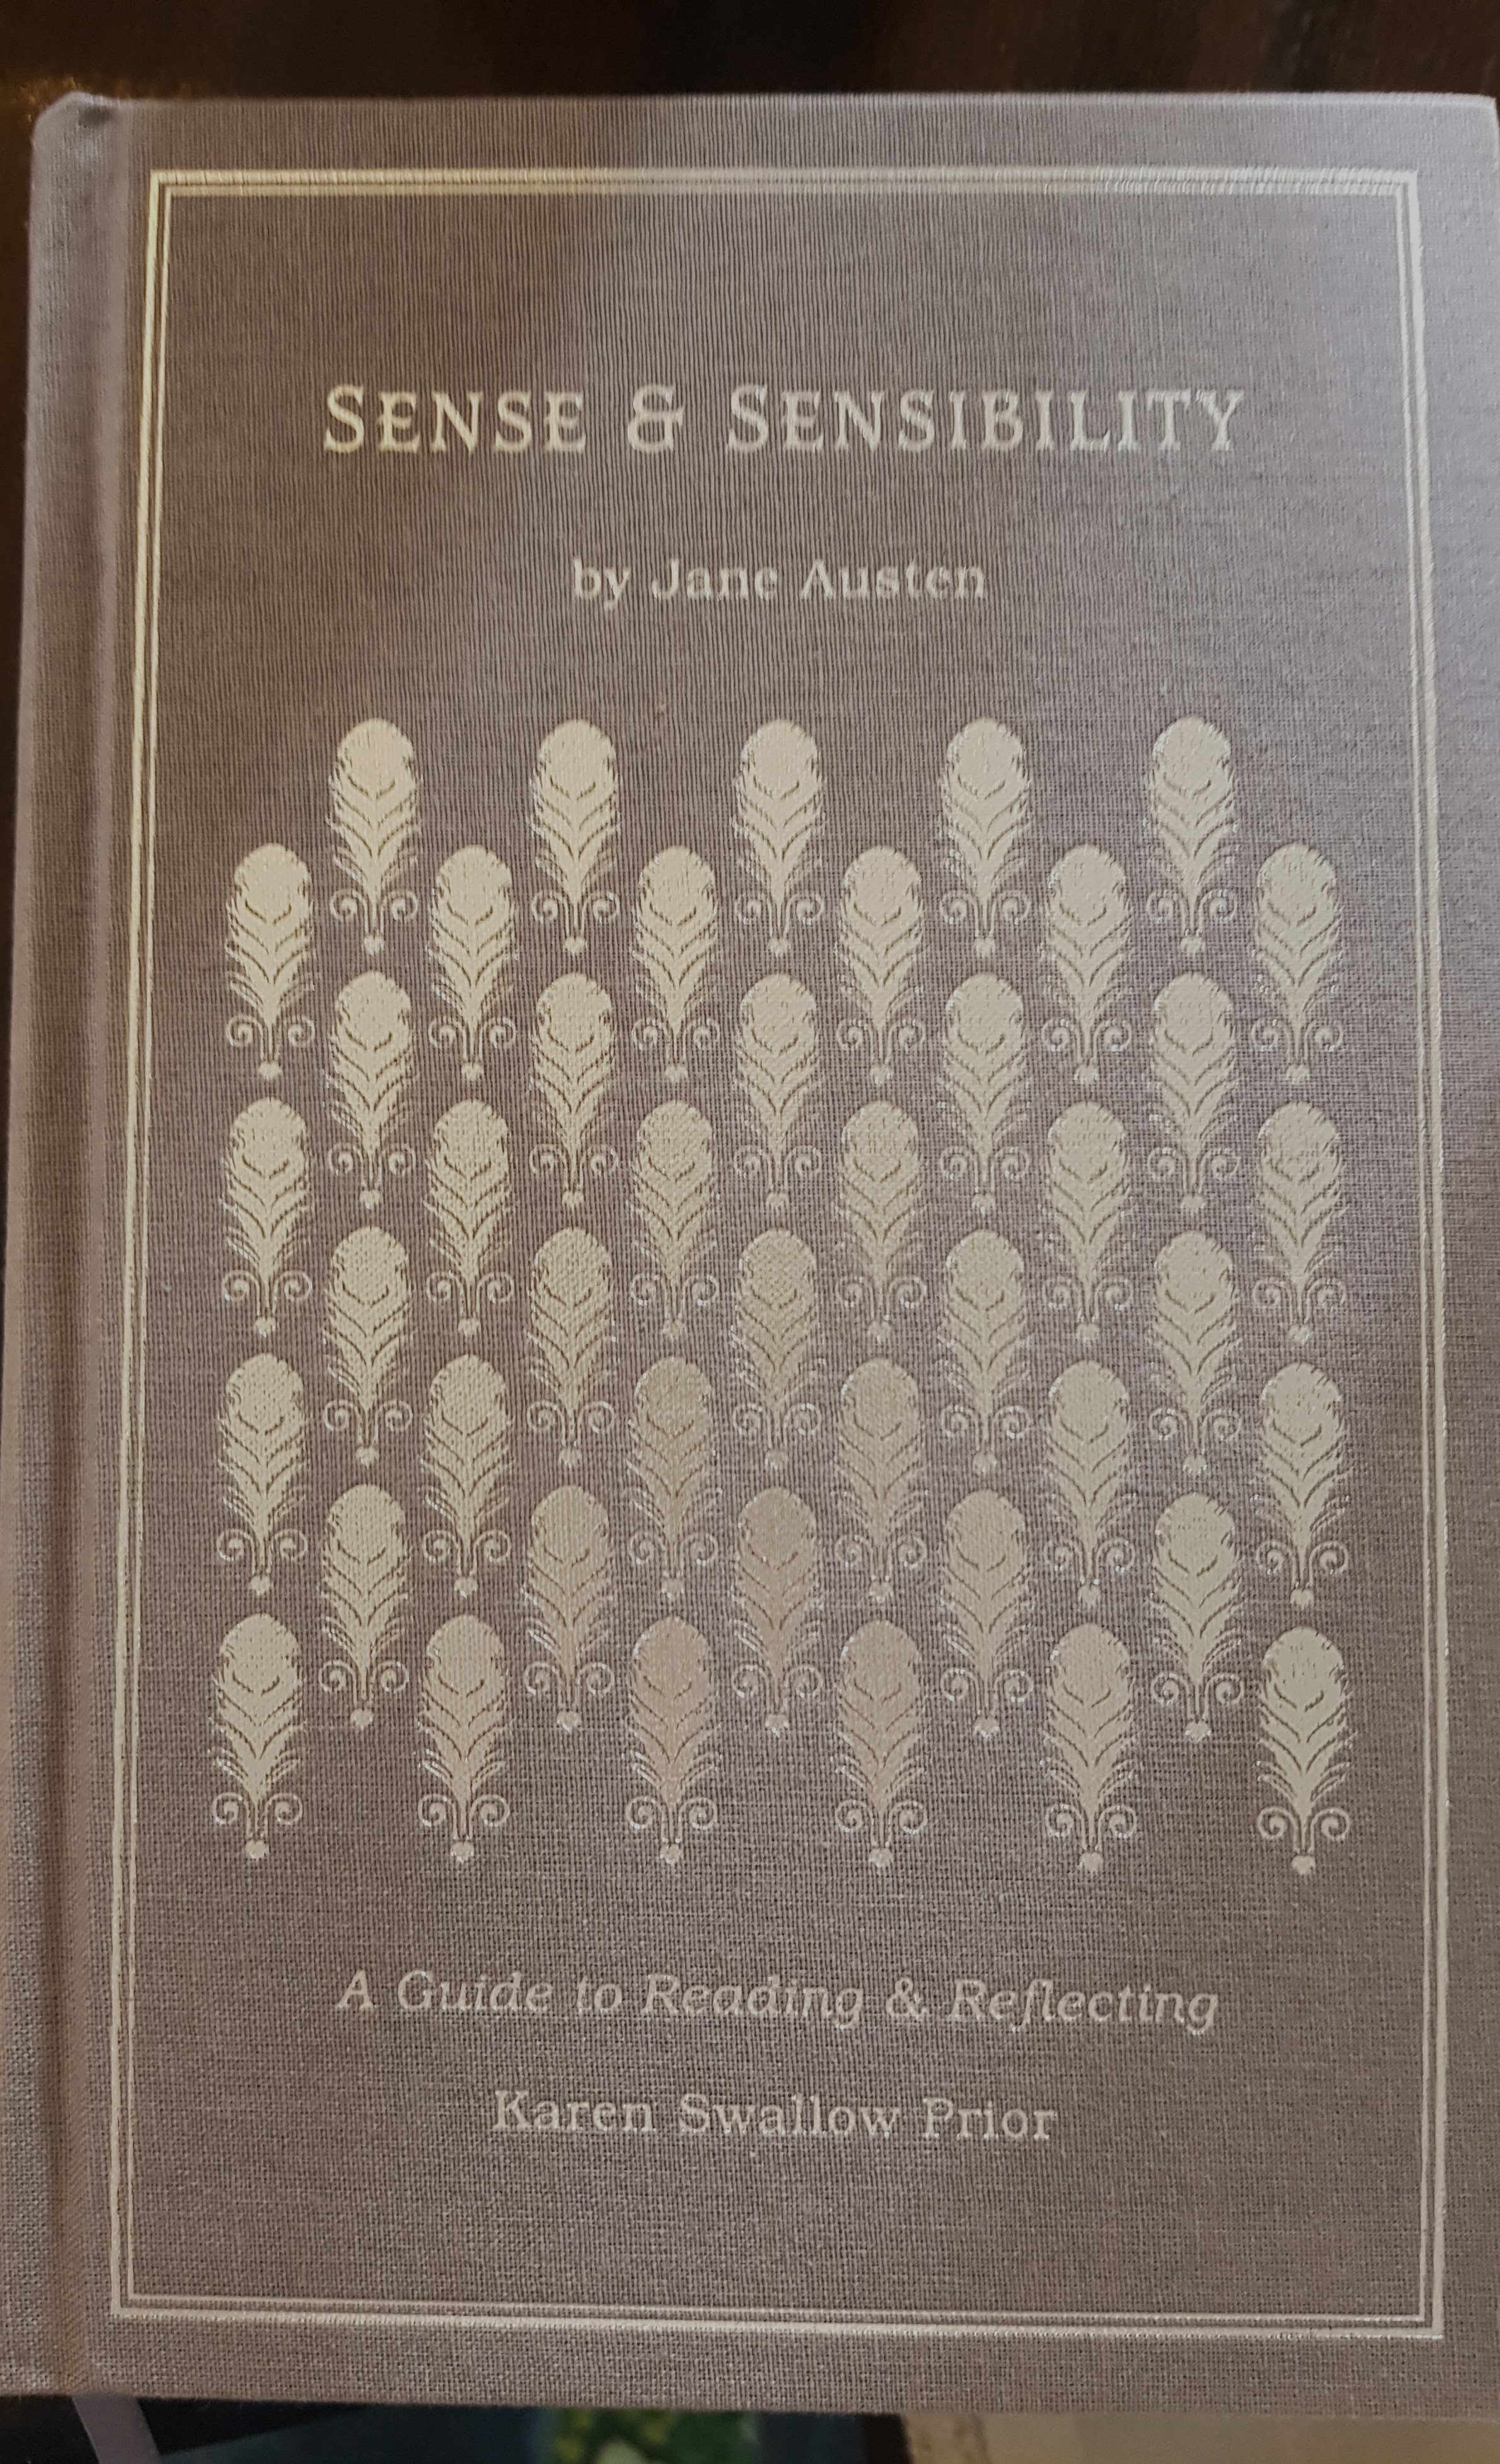 SENSE & SENSIBILITY
by Jane Austen
A Guide to Reading & Reflecting
Karen Swallow Prior